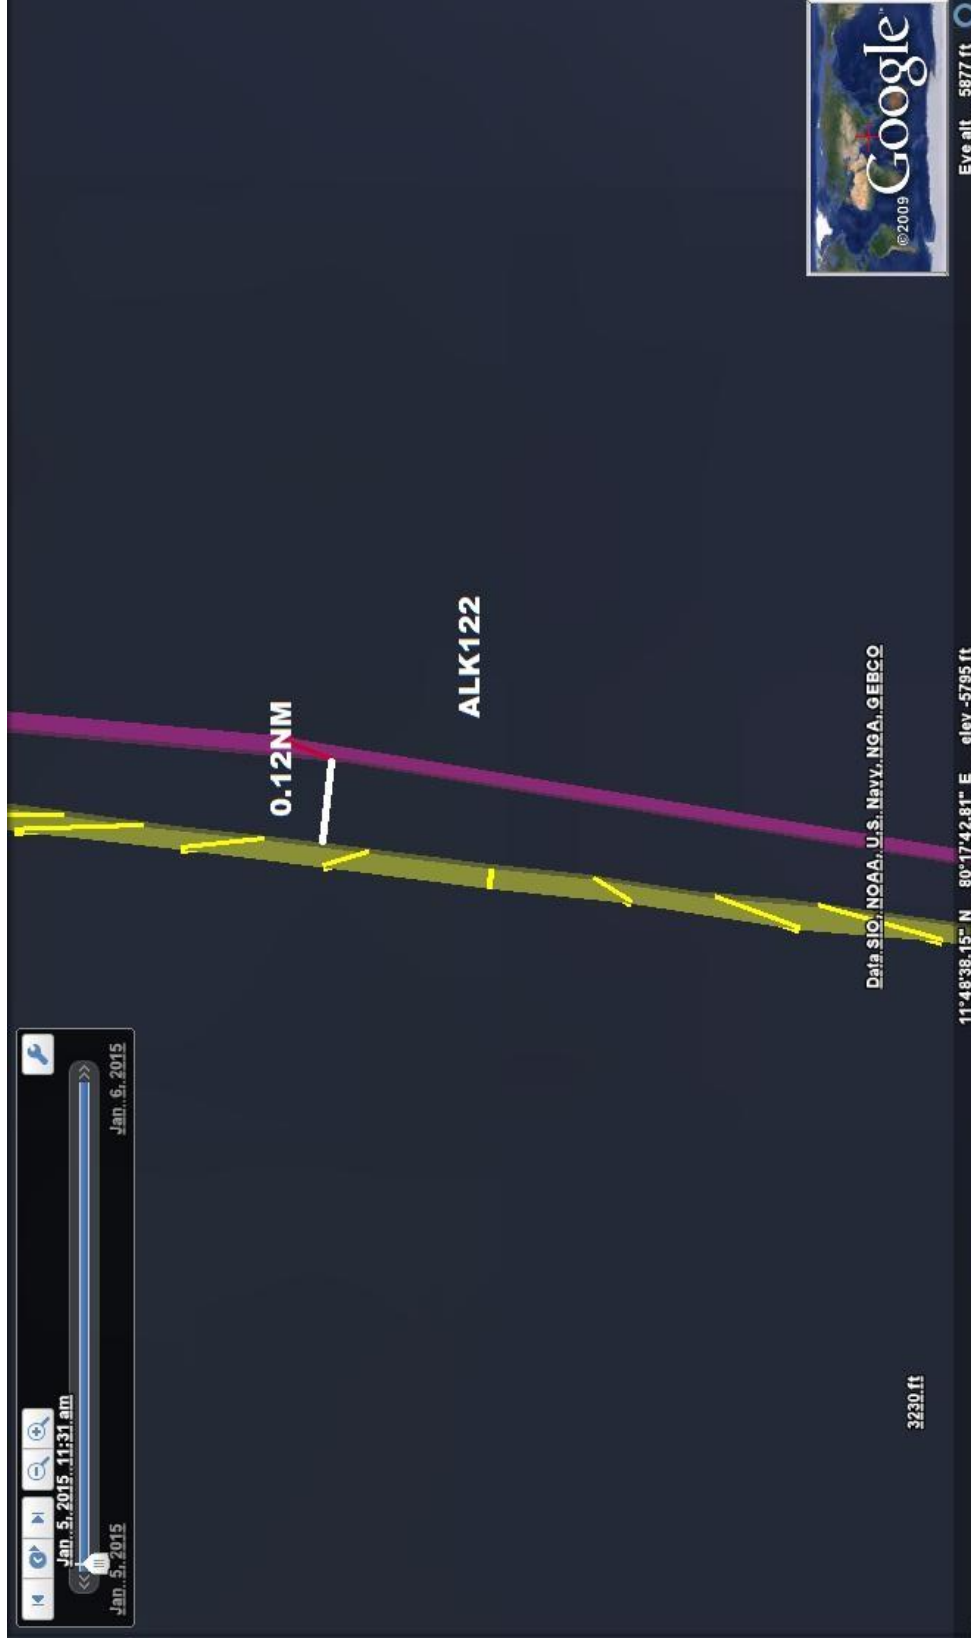 Jan 5, 2015 11:31 am
Jan 5, 2015
Jan 6, 2015
0.12NM
ALK122
3230 ft
Data SIO, NOAA, U.S. Navy, NGA, GEBCO
©2009 Google™
11°48'38.15" N 80°17'42.81" E elev -5795 ft Eye alt 5877 ft